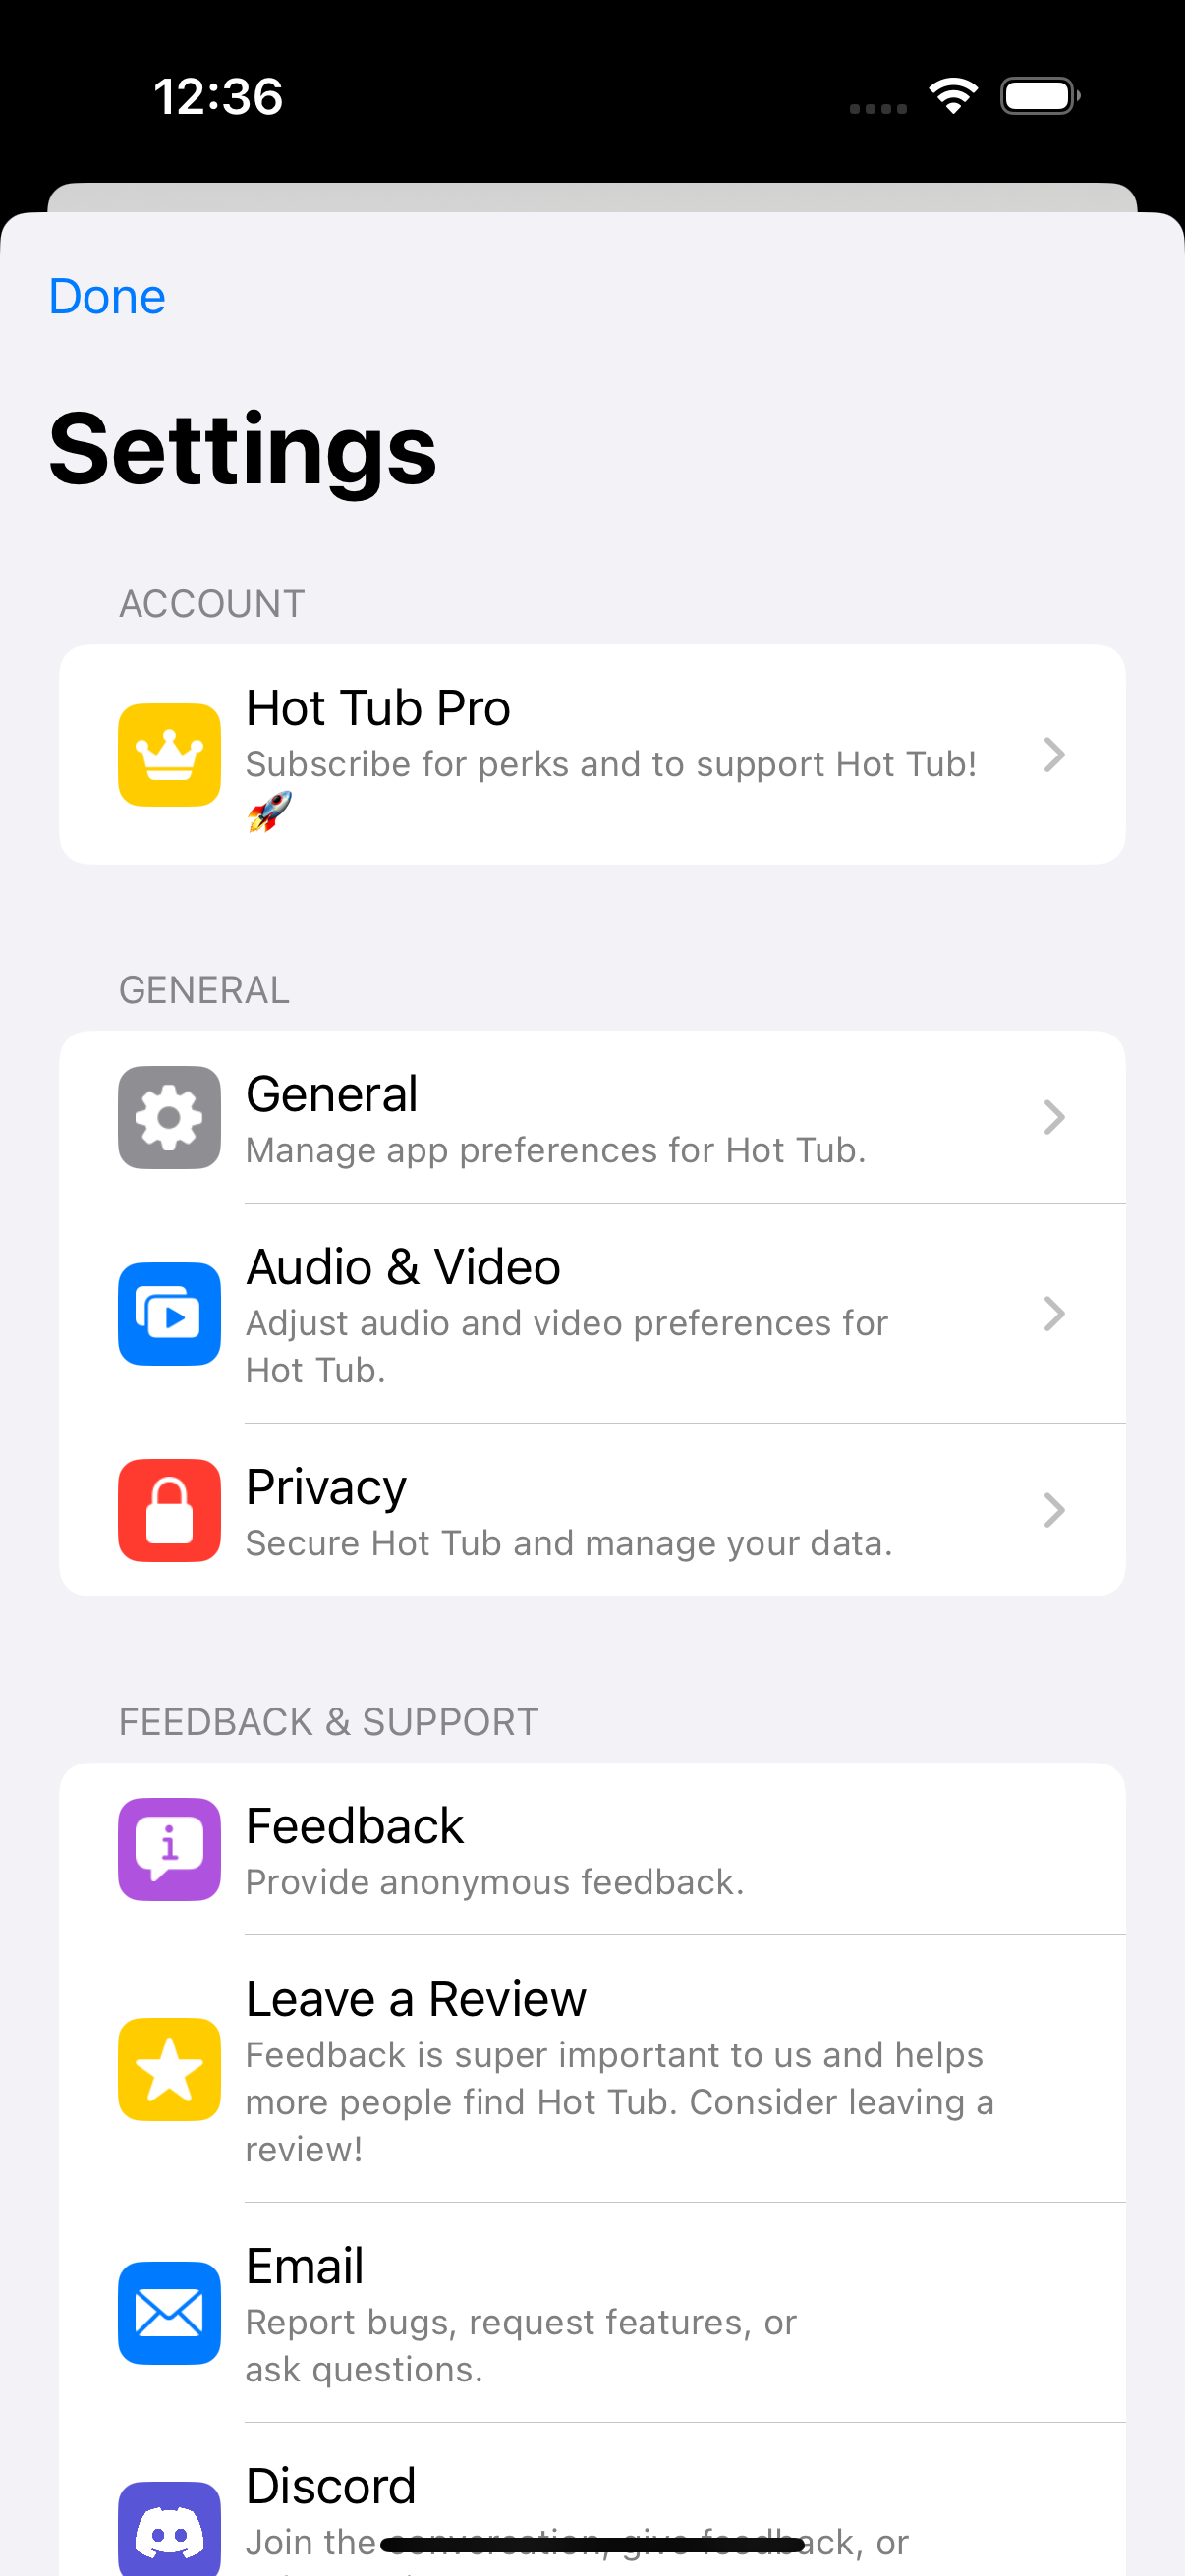 12:36
Done
Settings
ACCOUNT
Hot Tub Pro
Subscribe for perks and to support Hot Tub!
🚀
GENERAL
General
Manage app preferences for Hot Tub.
Audio & Video
Adjust audio and video preferences for
Hot Tub.
Privacy
Secure Hot Tub and manage your data.
FEEDBACK & SUPPORT
Feedback
Provide anonymous feedback.
Leave a Review
Feedback is super important to us and helps
more people find Hot Tub. Consider leaving a
review!
Email
Report bugs, request features, or
ask questions.
Discord
Join the conversation, give feedback, or